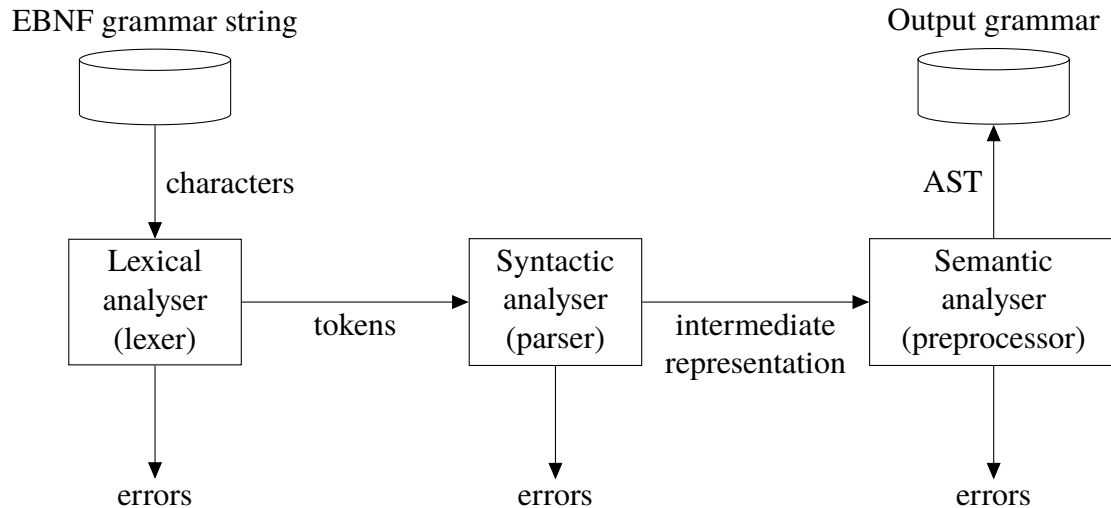 EBNF grammar string
Output grammar
characters
AST
Lexical
analyser
(lexer)
tokens
Syntactic
analyser
(parser)
intermediate
representation
Semantic
analyser
(preprocessor)
errors
errors
errors